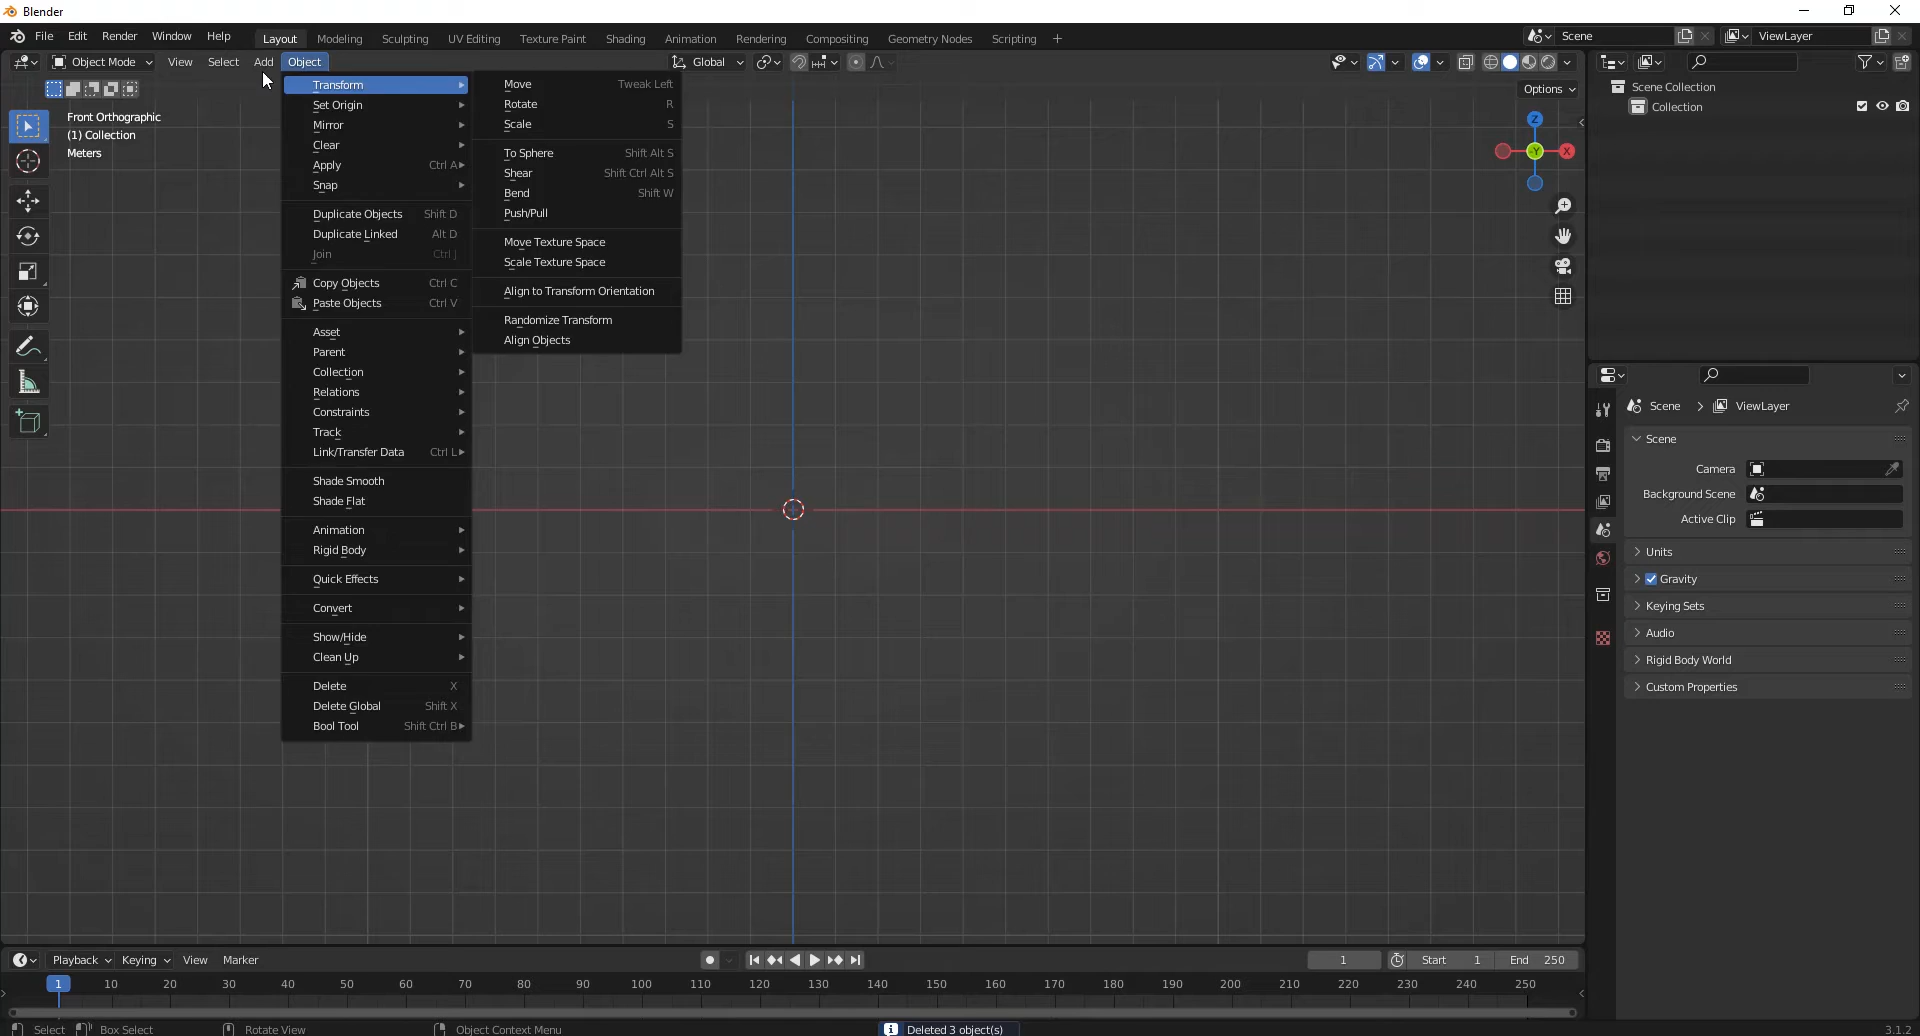 Blender
File Edit Render Window Help Layout Modeling Sculpting UV Editing Texture Paint Shading Animation Rendering Compositing Geometry Nodes Scripting + Scene ViewLayer
Object Mode View Select Add Object Global
Options
Front Orthographic
(1) Collection
Meters
Transform
Set Origin
Mirror
Clear
Apply Ctrl A
Snap
Duplicate Objects Shift D
Duplicate Linked Alt D
Join Ctrl J
Copy Objects Ctrl C
Paste Objects Ctrl V
Asset
Parent
Collection
Relations
Constraints
Track
Link/Transfer Data Ctrl L
Shade Smooth
Shade Flat
Animation
Rigid Body
Quick Effects
Convert
Show/Hide
Clean Up
Delete X
Delete Global Shift X
Bool Tool Shift Ctrl B
Move Tweak Left
Rotate R
Scale S
To Sphere Shift Alt S
Shear Shift Ctrl Alt S
Bend Shift W
Push/Pull
Move Texture Space
Scale Texture Space
Align to Transform Orientation
Randomize Transform
Align Objects
Z
-Y X
Scene Collection
Collection
Scene > ViewLayer
Scene
Camera
Background Scene
Active Clip
Units
Gravity
Keying Sets
Audio
Rigid Body World
Custom Properties
Playback Keying View Marker 1 Start 1 End 250
1 10 20 30 40 50 60 70 80 90 100 110 120 130 140 150 160 170 180 190 200 210 220 230 240 250
Select Box Select Rotate View Object Context Menu Deleted 3 object(s) 3.1.2